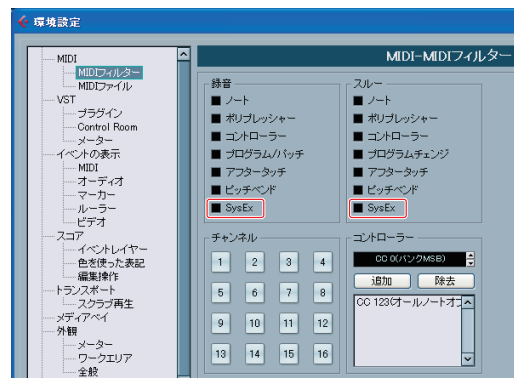 環境設定
MIDI
MIDIフィルター
MIDIファイル
VST
プラグイン
Control Room
メーター
イベントの表示
MIDI
オーディオ
マーカー
ルーラー
ビデオ
スコア
イベントレイヤー
色を使った表記
編集操作
トランスポート
スクラブ再生
メディアベイ
外観
メーター
ワークエリア
全般
MIDI-MIDIフィルター
録音
ノート
ポリプレッシャー
コントローラー
プログラム/パッチ
アフタータッチ
ピッチベンド
SysEx
スルー
ノート
ポリプレッシャー
コントローラー
プログラムチェンジ
アフタータッチ
ピッチベンド
SysEx
チャンネル
1 2 3 4
5 6 7 8
9 10 11 12
13 14 15 16
コントローラー
CC 0(バンクMSB)
追加 除去
CC 123(オールノートオフ